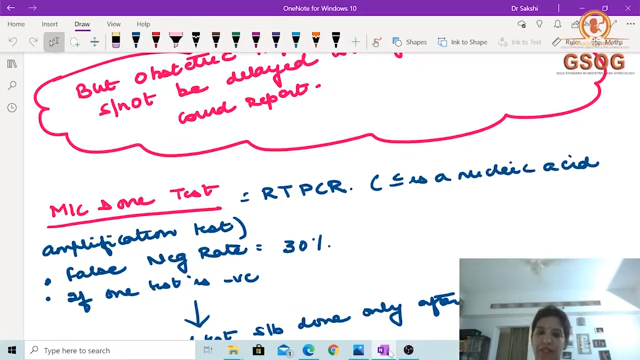 OneNote for Windows 10
Dr Sakshi
Home Insert Draw View Help
Shapes Ink to Shape Ink to Math
GSOG
But Obstetric
s/not be delayed
covid report.
M/C done Test = RTPCR. ( c̄ is a nucleic acid
amplification test)
• False Neg Rate = 30%.
• If one test is -ve
↓
test s/b done only after
Type here to search